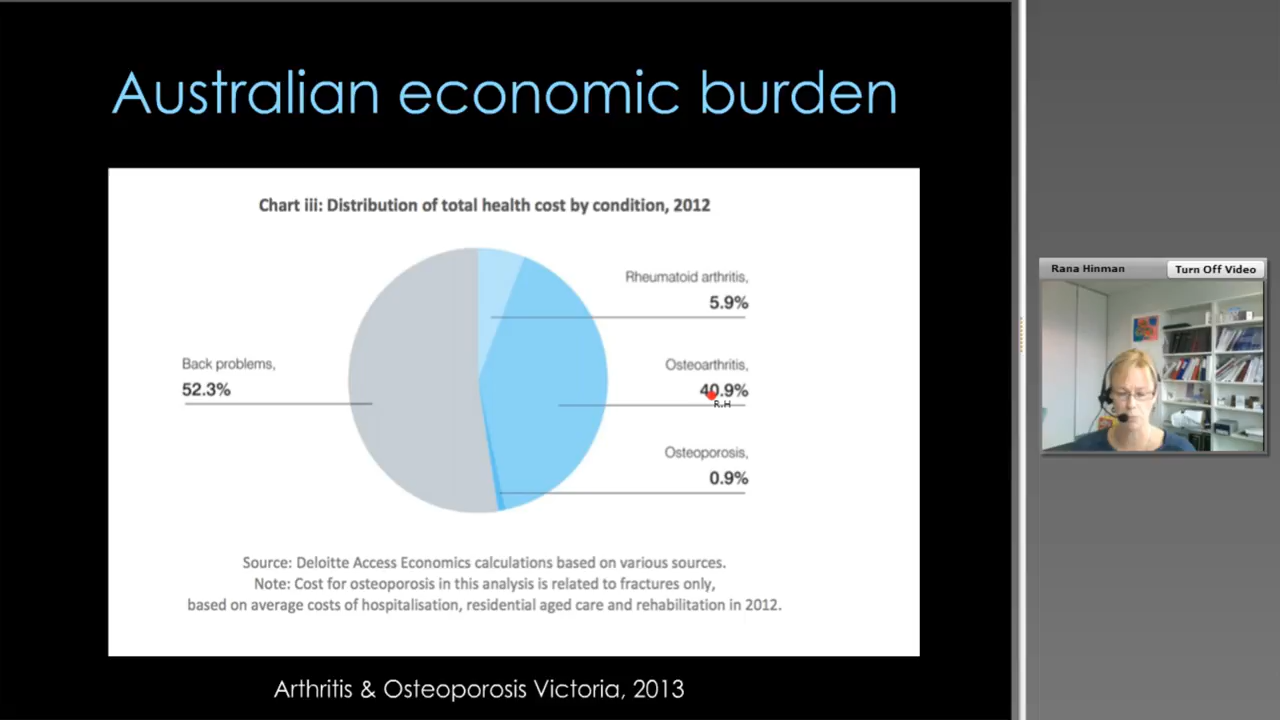 Australian economic burden
Chart iii: Distribution of total health cost by condition, 2012
Rheumatoid arthritis,
5.9%
Back problems,
52.3%
Osteoarthritis,
40.9%
R.H
Osteoporosis,
0.9%
Source: Deloitte Access Economics calculations based on various sources.
Note: Cost for osteoporosis in this analysis is related to fractures only,
based on average costs of hospitalisation, residential aged care and rehabilitation in 2012.
Arthritis & Osteoporosis Victoria, 2013
Rana Hinman
Turn Off Video